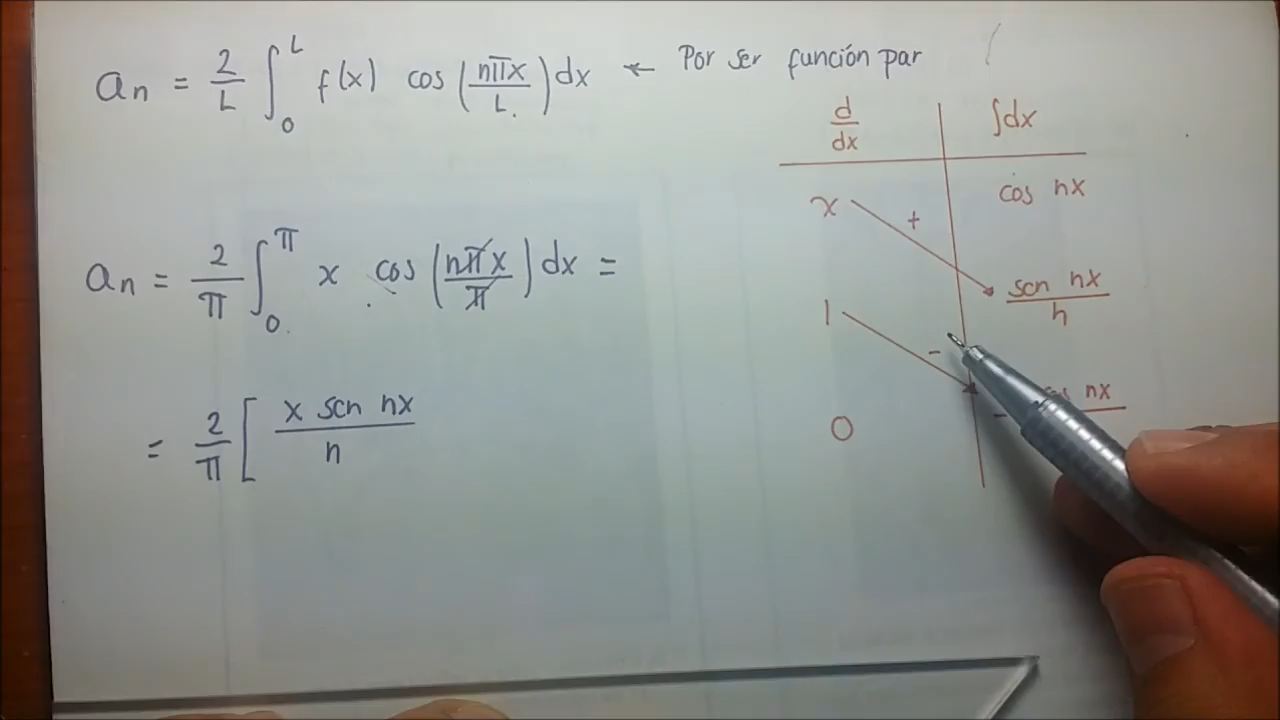 an = 2/L ∫₀ᴸ f(x) cos (nπx/L) dx ← Por ser función par
d/dx ∫dx
x + cos nx
an = 2/π ∫₀^π x cos (nπx/π) dx =
sen nx/n
1 -
- nx
= 2/π [ x sen nx/n
0